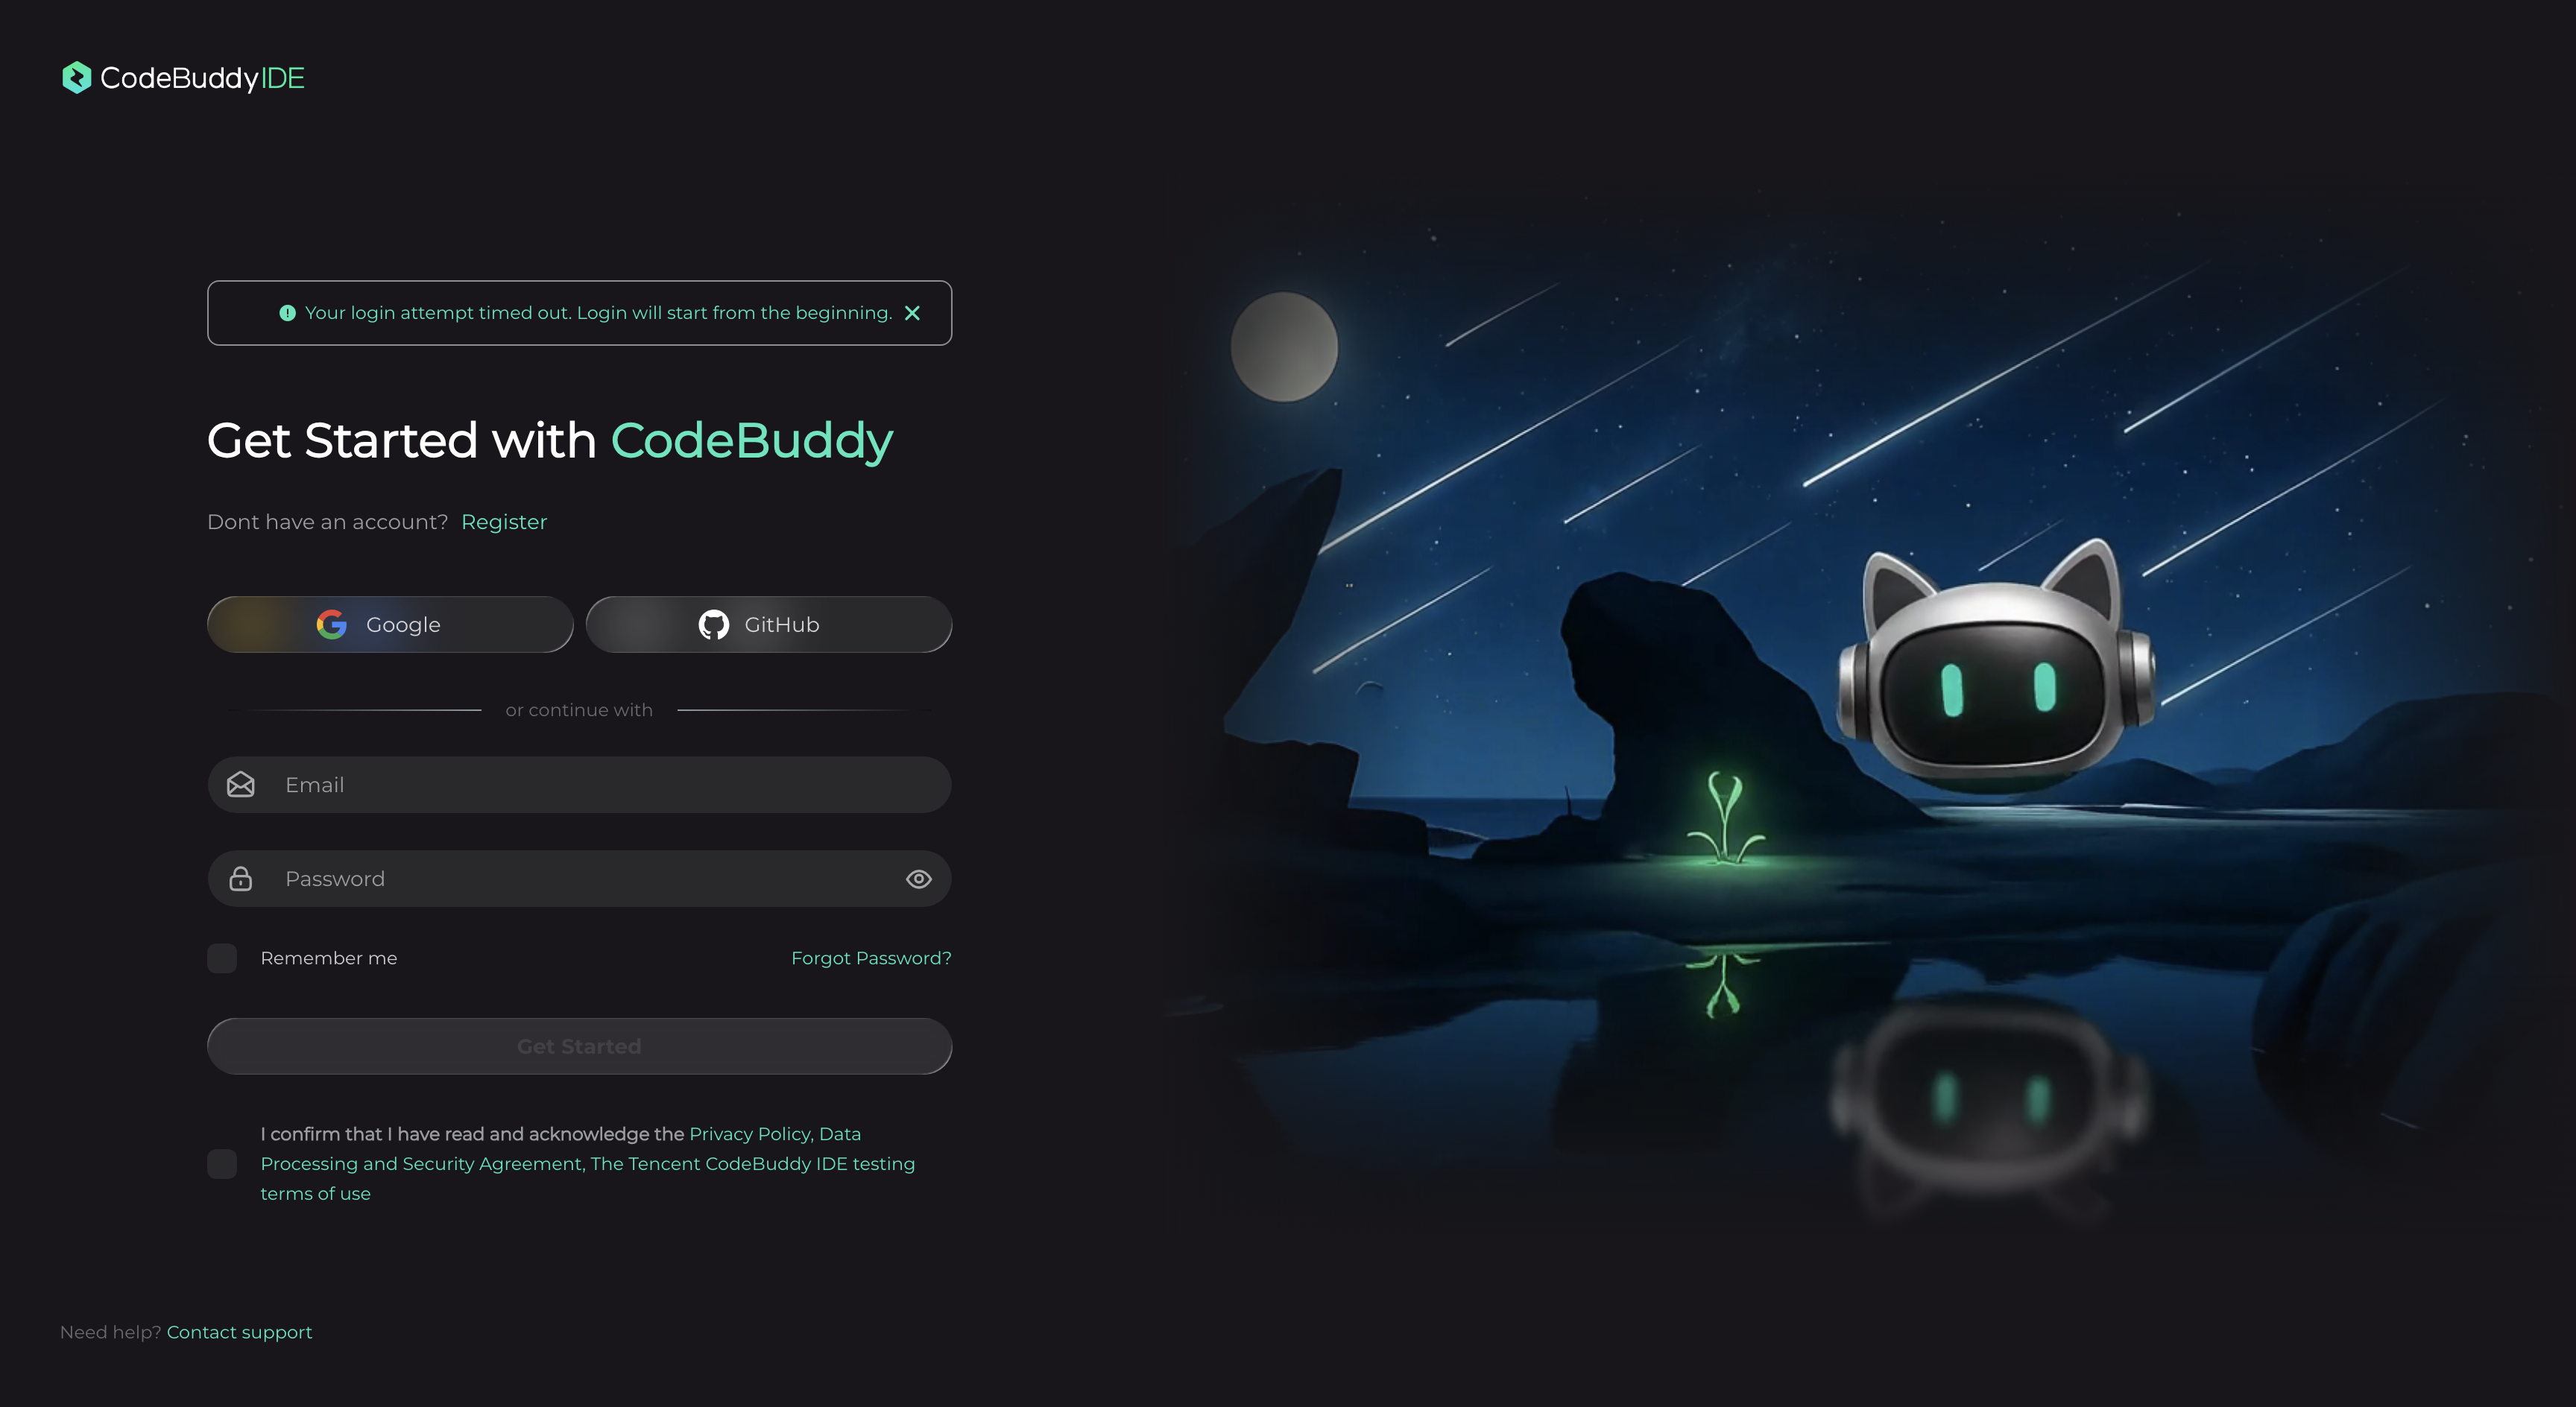 CodeBuddyIDE
Your login attempt timed out. Login will start from the beginning.
Get Started with CodeBuddy
Dont have an account? Register
Google
GitHub
or continue with
Email
Password
Remember me
Forgot Password?
Get Started
I confirm that I have read and acknowledge the Privacy Policy, Data
Processing and Security Agreement, The Tencent CodeBuddy IDE testing
terms of use
Need help? Contact support